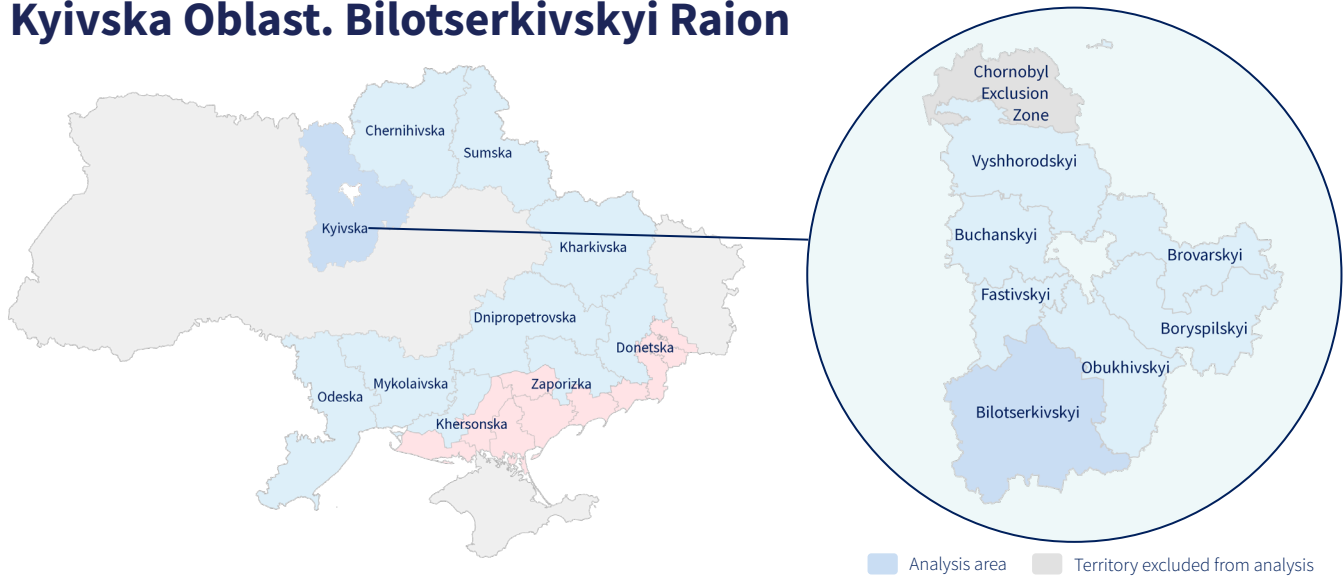 Kyivska Oblast. Bilotserkivskyi Raion
Chernihivska
Sumska
Kyivska
Kharkivska
Dnipropetrovska
Donetska
Zaporizka
Mykolaivska
Odeska
Khersonska
Chornobyl
Exclusion
Zone
Vyshhorodskyi
Buchanskyi
Brovarskyi
Fastivskyi
Boryspilskyi
Obukhivskyi
Bilotserkivskyi
Analysis area
Territory excluded from analysis